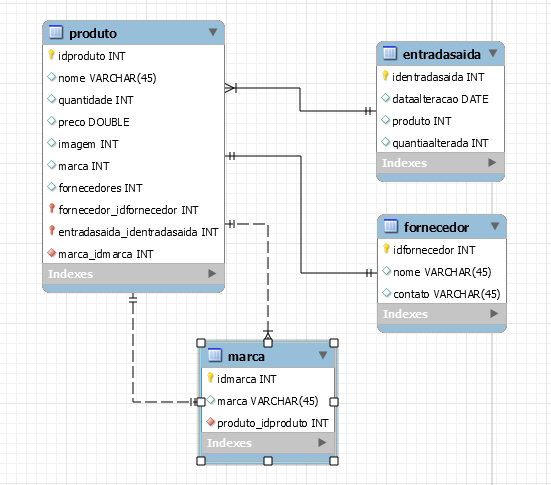 produto
idproduto INT
nome VARCHAR(45)
quantidade INT
preco DOUBLE
imagem INT
marca INT
fornecedores INT
fornecedor_idfornecedor INT
entradasaida_identradasaida INT
marca_idmarca INT
Indexes
entradasaida
identradasaida INT
dataalteracao DATE
produto INT
quantiaalterada INT
Indexes
fornecedor
idfornecedor INT
nome VARCHAR(45)
contato VARCHAR(45)
Indexes
marca
idmarca INT
marca VARCHAR(45)
produto_idproduto INT
Indexes